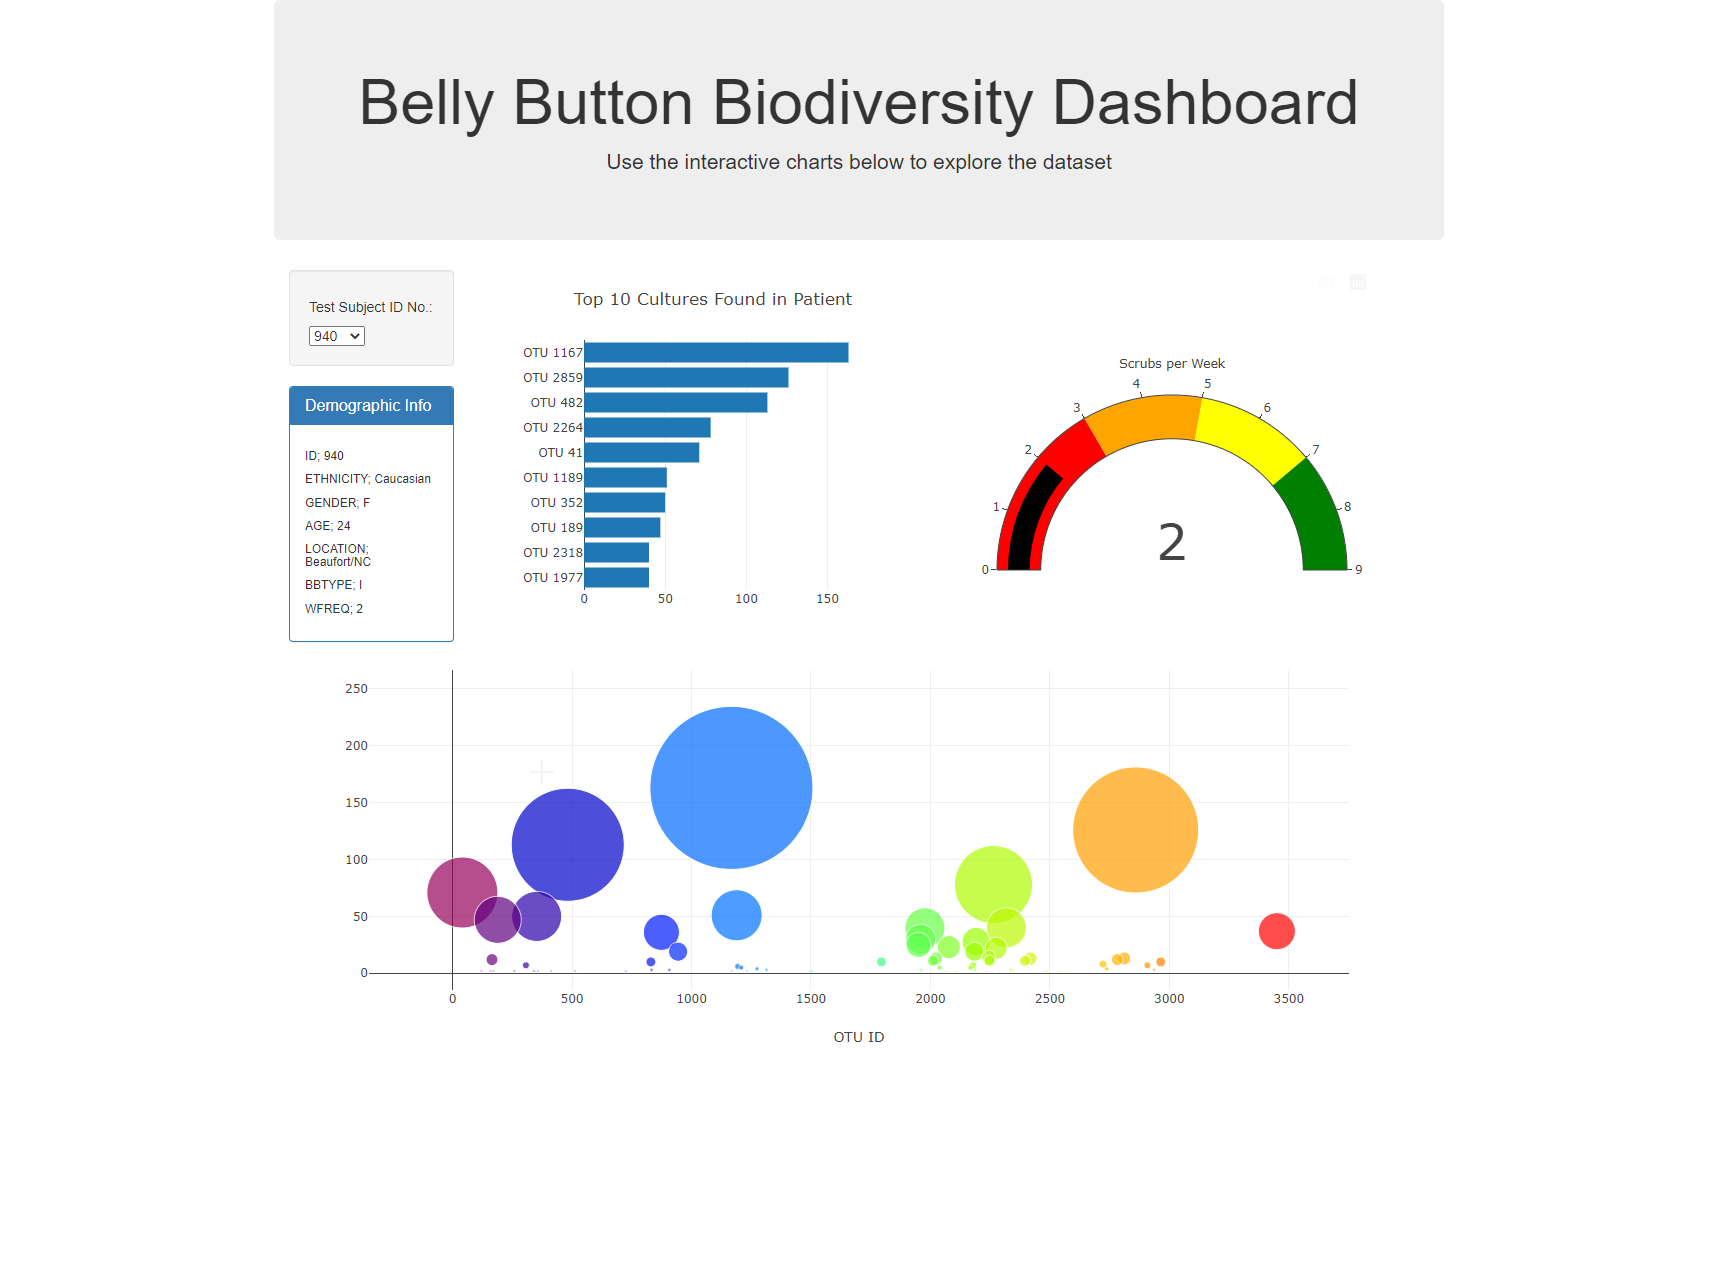 Belly Button Biodiversity Dashboard
Use the interactive charts below to explore the dataset
Test Subject ID No.:
940
Demographic Info
ID; 940
ETHNICITY; Caucasian
GENDER; F
AGE; 24
LOCATION;
Beaufort/NC
BBTYPE; I
WFREQ; 2
Top 10 Cultures Found in Patient
OTU 1167
OTU 2859
OTU 482
OTU 2264
OTU 41
OTU 1189
OTU 352
OTU 189
OTU 2318
OTU 1977
0 50 100 150
Scrubs per Week
0
1
2
3
4
5
6
7
8
9
2
250
200
150
100
50
0
0 500 1000 1500 2000 2500 3000 3500
OTU ID